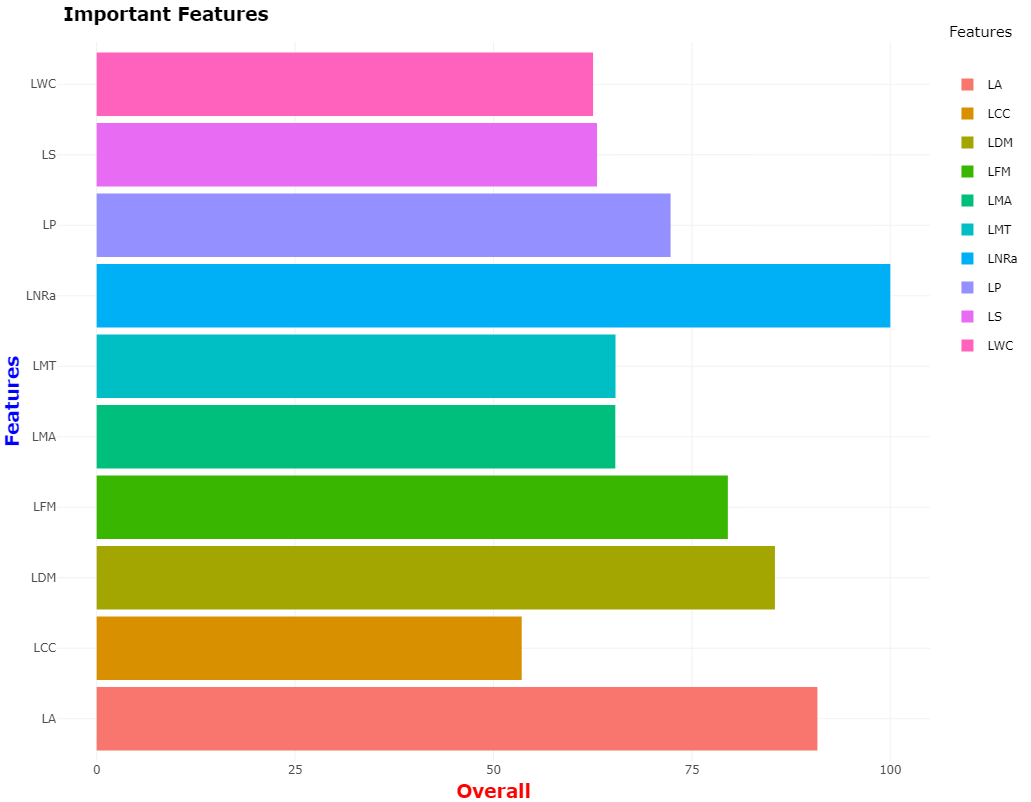 Important Features
Features
LA
LCC
LDM
LFM
LMA
LMT
LNRa
LP
LS
LWC
Features
LWC
LS
LP
LNRa
LMT
LMA
LFM
LDM
LCC
LA
0 25 50 75 100
Overall